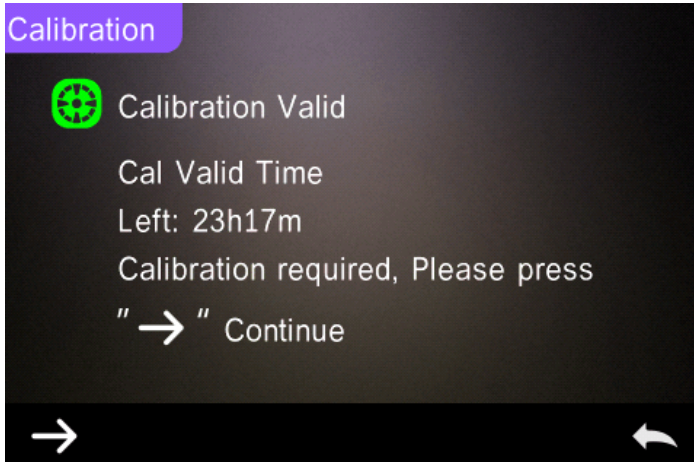 Calibration
Calibration Valid
Cal Valid Time
Left: 23h17m
Calibration required, Please press
"→" Continue